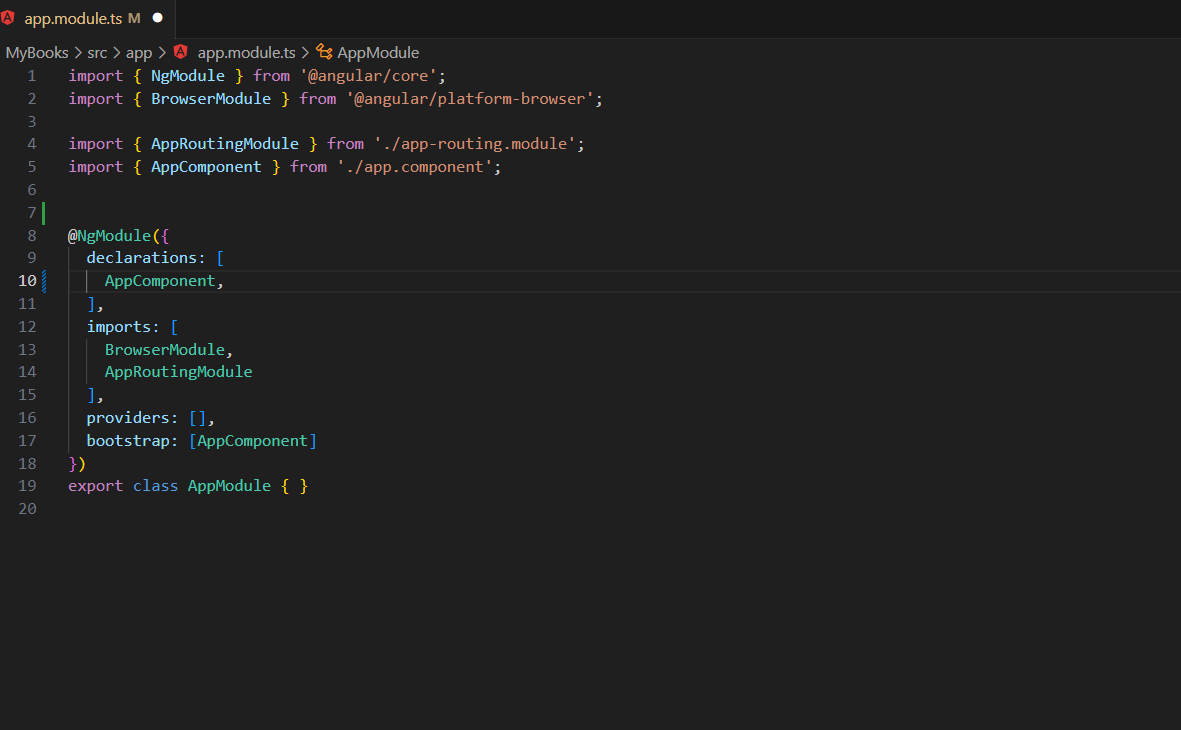 app.module.ts M
MyBooks > src > app > app.module.ts > AppModule
1 import { NgModule } from '@angular/core';
2 import { BrowserModule } from '@angular/platform-browser';
3
4 import { AppRoutingModule } from './app-routing.module';
5 import { AppComponent } from './app.component';
6
7
8 @NgModule({
9   declarations: [
10     AppComponent,
11   ],
12   imports: [
13     BrowserModule,
14     AppRoutingModule
15   ],
16   providers: [],
17   bootstrap: [AppComponent]
18 })
19 export class AppModule { }
20